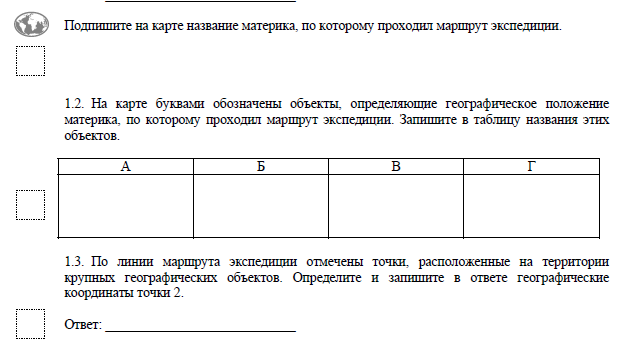 Подпишите на карте название материка, по которому проходил маршрут экспедиции.
1.2. На карте буквами обозначены объекты, определяющие географическое положение
материка, по которому проходил маршрут экспедиции. Запишите в таблицу названия этих
объектов.
А Б В Г
1.3. По линии маршрута экспедиции отмечены точки, расположенные на территории
крупных географических объектов. Определите и запишите в ответе географические
координаты точки 2.
Ответ: ____________________________